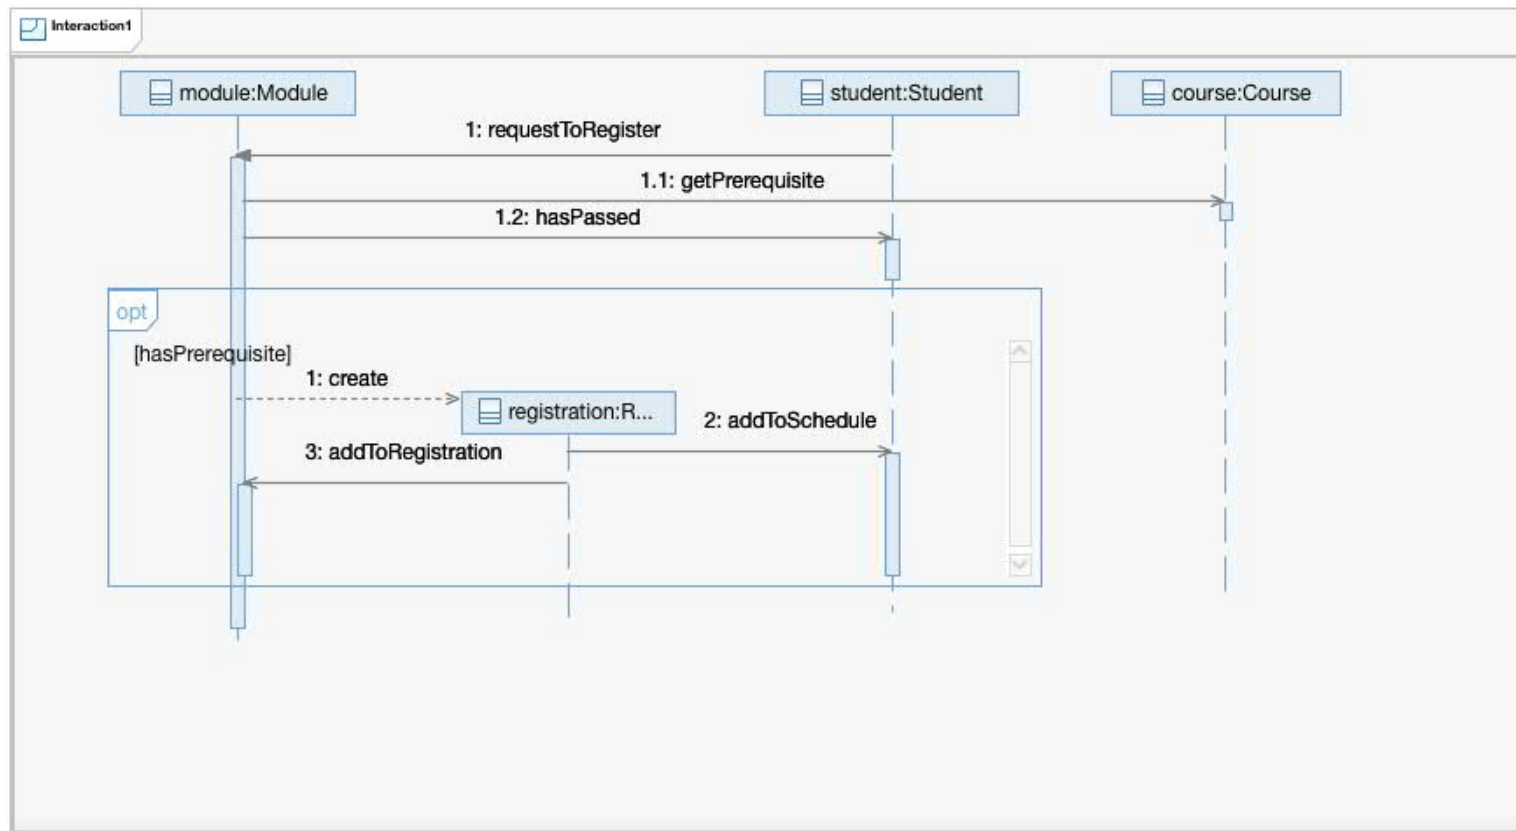 Interaction1
module:Module
student:Student
course:Course
1: requestToRegister
1.1: getPrerequisite
1.2: hasPassed
opt
[hasPrerequisite]
1: create
registration:R...
2: addToSchedule
3: addToRegistration